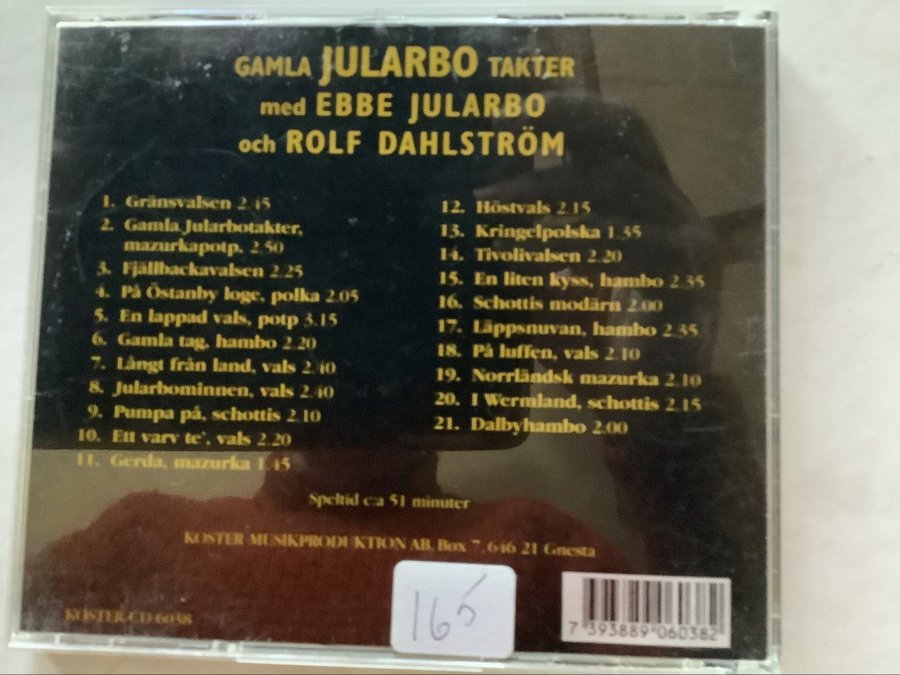 GAMLA JULARBO TAKTER
med EBBE JULARBO
och ROLF DAHLSTRÖM
1. Gränsvalsen 2.45
2. Gamla Jularbotakter,
mazurkapotp, 2.50
3. Fjällbackavalsen 2.25
4. På Östanby loge, polka 2.05
5. En lappad vals, potp 3.15
6. Gamla tag, hambo 2.20
7. Långt från land, vals 2.40
8. Jularbominnen, vals 2.40
9. Pumpa på, schottis 2.10
10. Ett varv te', vals 2.20
11. Gerda, mazurka 1.45
12. Höstvals 2.15
13. Kringelpolska 1.35
14. Tivolivalsen 2.20
15. En liten kyss, hambo 2.35
16. Schottis modärn 2.00
17. Läppsnuvan, hambo 2.35
18. På luffen, vals 2.10
19. Norrländsk mazurka 2.10
20. I Wermland, schottis 2.15
21. Dalbyhambo 2.00
Speltid c:a 51 minuter
KOSTER MUSIKPRODUKTION AB, Box 7, 646 21 Gnesta
KOSTER CD 6038
165
7 393889 060382